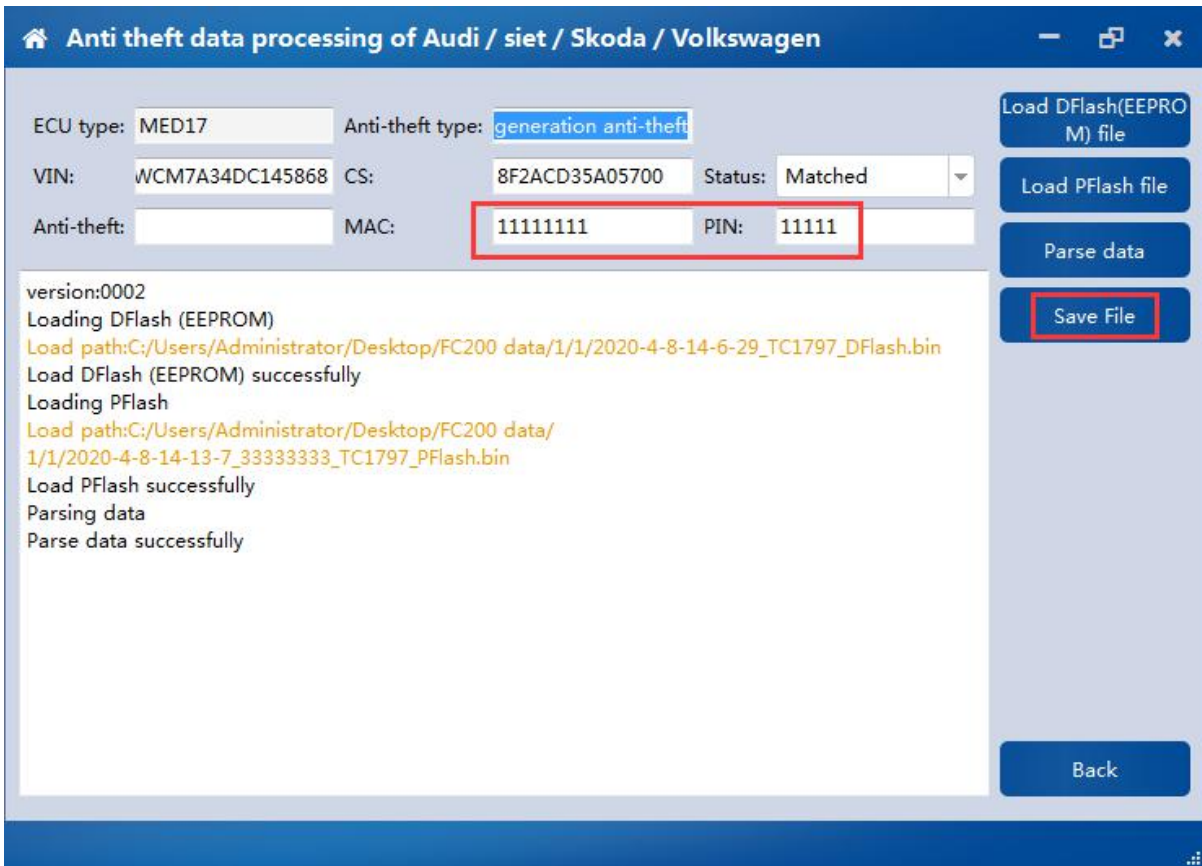 Anti theft data processing of Audi / siet / Skoda / Volkswagen
ECU type: MED17 Anti-theft type: generation anti-theft
VIN: WCM7A34DC145868 CS: 8F2ACD35A05700 Status: Matched
Anti-theft: MAC: 11111111 PIN: 11111
Load DFlash(EEPRO
M) file
Load PFlash file
Parse data
Save File
version:0002
Loading DFlash (EEPROM)
Load path:C:/Users/Administrator/Desktop/FC200 data/1/1/2020-4-8-14-6-29_TC1797_DFlash.bin
Load DFlash (EEPROM) successfully
Loading PFlash
Load path:C:/Users/Administrator/Desktop/FC200 data/
1/1/2020-4-8-14-13-7_33333333_TC1797_PFlash.bin
Load PFlash successfully
Parsing data
Parse data successfully
Back